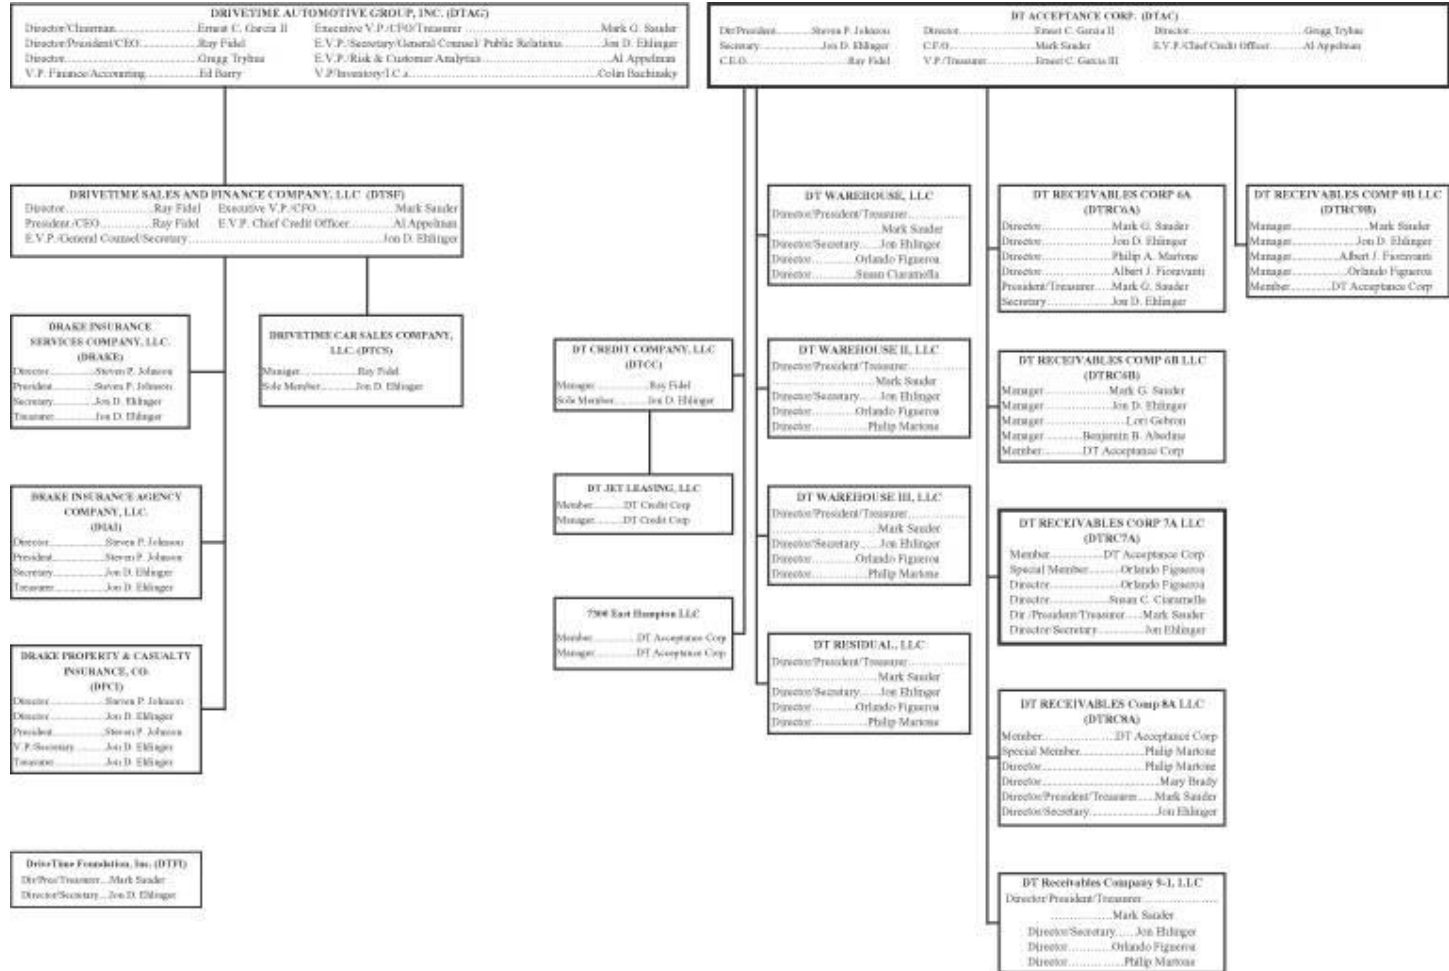 DRIVETIME AUTOMOTIVE GROUP, INC. (DTAG)
Director/Chairman..........Ernest C. Garcia II Executive V.P./CFO/Treasurer..........Mark G. Sauder
Director/President/CEO..........Ray Fidel E.V.P./Secretary/General Counsel/ Public Relations..........Jon D. Ehlinger
Director..........Gregg Tryhus E.V.P./Risk & Customer Analytics..........Al Appelman
V.P. Finance/Accounting..........Ed Barry V.P/Inventory/I.C.a..........Colin Bachinsky
DT ACCEPTANCE CORP. (DTAC)
Dir/President..........Steven P. Johnson Director..........Ernest C. Garcia II Director..........Gregg Tryhus
Secretary..........Jon D. Ehlinger C.F.O..........Mark Sauder E.V.P./Chief Credit Officer..........Al Appelman
C.E.O..........Ray Fidel V.P./Treasurer..........Ernest C. Garcia III
DRIVETIME SALES AND FINANCE COMPANY, LLC (DTSF)
Director..........Ray Fidel Executive V.P./CFO..........Mark Sauder
President./CEO..........Ray Fidel E.V.P. Chief Credit Officer..........Al Appelman
E.V.P./General Counsel/Secretary..........Jon D. Ehlinger
DRAKE INSURANCE
SERVICES COMPANY, LLC.
(DRAKE)
Director..........Steven P. Johnson
President..........Steven P. Johnson
Secretary..........Jon D. Ehlinger
Treasurer..........Jon D. Ehlinger
DRIVETIME CAR SALES COMPANY,
LLC. (DTCS)
Manager..........Ray Fidel
Sole Member..........Jon D. Ehlinger
DRAKE INSURANCE AGENCY
COMPANY, LLC.
(DIAI)
Director..........Steven P. Johnson
President..........Steven P. Johnson
Secretary..........Jon D. Ehlinger
Treasurer..........Jon D. Ehlinger
DRAKE PROPERTY & CASUALTY
INSURANCE, CO.
(DPCI)
Director..........Steven P. Johnson
Director..........Jon D. Ehlinger
President..........Steven P. Johnson
V.P./Secretary..........Jon D. Ehlinger
Treasurer..........Jon D. Ehlinger
DriveTime Foundation, Inc. (DTFI)
Dir/Pres/Treasurer...Mark Sauder
Director/Secretary...Jon D. Ehlinger
DT CREDIT COMPANY, LLC
(DTCC)
Manager..........Ray Fidel
Sole Member..........Jon D. Ehlinger
DT JET LEASING, LLC
Member..........DT Credit Corp
Manager..........DT Credit Corp
7300 East Hampton LLC
Member..........DT Acceptance Corp
Manager..........DT Acceptance Corp
DT WAREHOUSE, LLC
Director/President/Treasurer..........
..........Mark Sauder
Director/Secretary......Jon Ehlinger
Director..........Orlando Figueroa
Director..........Susan Ciaramella
DT WAREHOUSE II, LLC
Director/President/Treasurer..........
..........Mark Sauder
Director/Secretary......Jon Ehlinger
Director..........Orlando Figueroa
Director..........Philip Martone
DT WAREHOUSE III, LLC
Director/President/Treasurer..........
..........Mark Sauder
Director/Secretary......Jon Ehlinger
Director..........Orlando Figueroa
Director..........Philip Martone
DT RESIDUAL, LLC
Director/President/Treasurer..........
..........Mark Sauder
Director/Secretary......Jon Ehlinger
Director..........Orlando Figueroa
Director..........Philip Martone
DT RECEIVABLES CORP 6A
(DTRC6A)
Director..........Mark G. Sauder
Director..........Jon D. Ehlinger
Director..........Philip A. Martone
Director..........Albert J. Fioravanti
President/Treasurer....Mark G. Sauder
Secretary..........Jon D. Ehlinger
DT RECEIVABLES COMP 6B LLC
(DTRC6B)
Manager..........Mark G. Sauder
Manager..........Jon D. Ehlinger
Manager..........Lori Gebron
Manager..........Benjamin B. Abedine
Member..........DT Acceptance Corp
DT RECEIVABLES CORP 7A LLC
(DTRC7A)
Member..........DT Acceptance Corp
Special Member..........Orlando Figueroa
Director..........Orlando Figueroa
Director..........Susan C. Ciaramello
Dir /President/Treasurer.....Mark Sauder
Director/Secretary..........Jon Ehlinger
DT RECEIVABLES Comp 8A LLC
(DTRC8A)
Member..........DT Acceptance Corp
Special Member..........Philip Martone
Director..........Philip Martone
Director..........Mary Brady
Director/President/Treasurer.....Mark Sauder
Director/Secretary..........Jon Ehlinger
DT Receivables Company 9-1, LLC
Director/President/Treasurer..........
..........Mark Sauder
Director/Secretary......Jon Ehlinger
Director..........Orlando Figueroa
Director..........Philip Martone
DT RECEIVABLES COMP 9B LLC
(DTRC9B)
Manager..........Mark Sauder
Manager..........Jon D. Ehlinger
Manager..........Albert J. Fioravanti
Manager..........Orlando Figueroa
Member..........DT Acceptance Corp